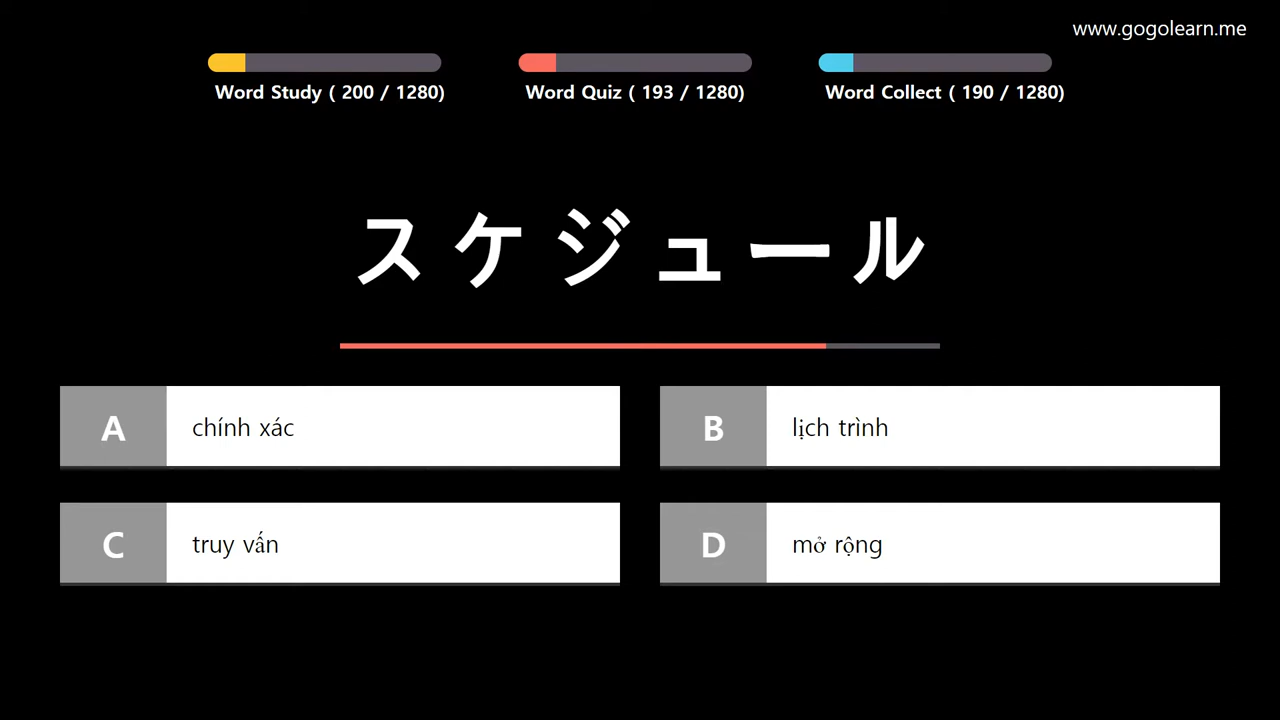 www.gogolearn.me
Word Study ( 200 / 1280)
Word Quiz ( 193 / 1280)
Word Collect ( 190 / 1280)
スケジュール
A
chính xác
B
lịch trình
C
truy vấn
D
mở rộng